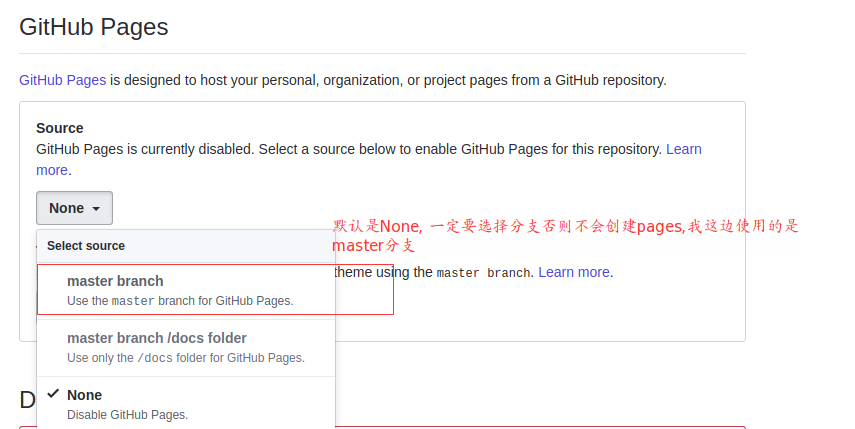 GitHub Pages
GitHub Pages is designed to host your personal, organization, or project pages from a GitHub repository.
Source
GitHub Pages is currently disabled. Select a source below to enable GitHub Pages for this repository. Learn
more.
None
默认是None, 一定要选择分支否则不会创建pages,我这边使用的是
master分支
Select source
theme using the master branch. Learn more.
master branch
Use the master branch for GitHub Pages.
master branch /docs folder
Use only the /docs folder for GitHub Pages.
None
Disable GitHub Pages.
D